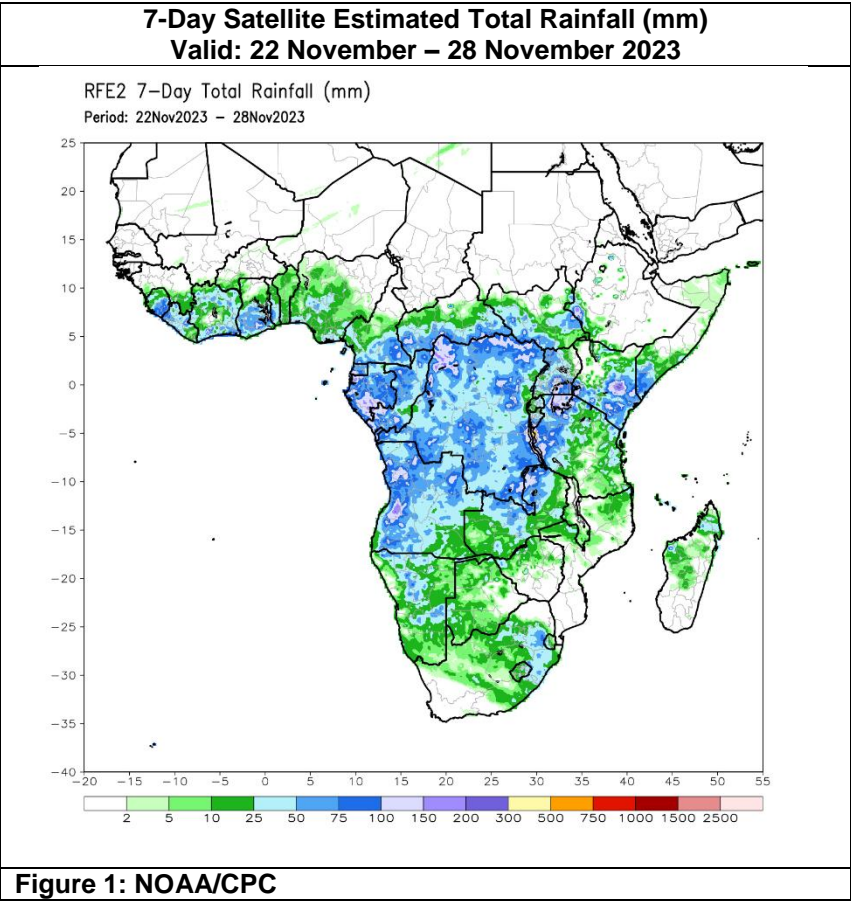 7-Day Satellite Estimated Total Rainfall (mm)
Valid: 22 November – 28 November 2023
RFE2 7-Day Total Rainfall (mm)
Period: 22Nov2023 – 28Nov2023
25
20
15
10
5
0
-5
-10
-15
-20
-25
-30
-35
-40
-20 -15 -10 -5 0 5 10 15 20 25 30 35 40 45 50 55
2 5 10 25 50 75 100 150 200 300 500 750 1000 1500 2500
Figure 1: NOAA/CPC